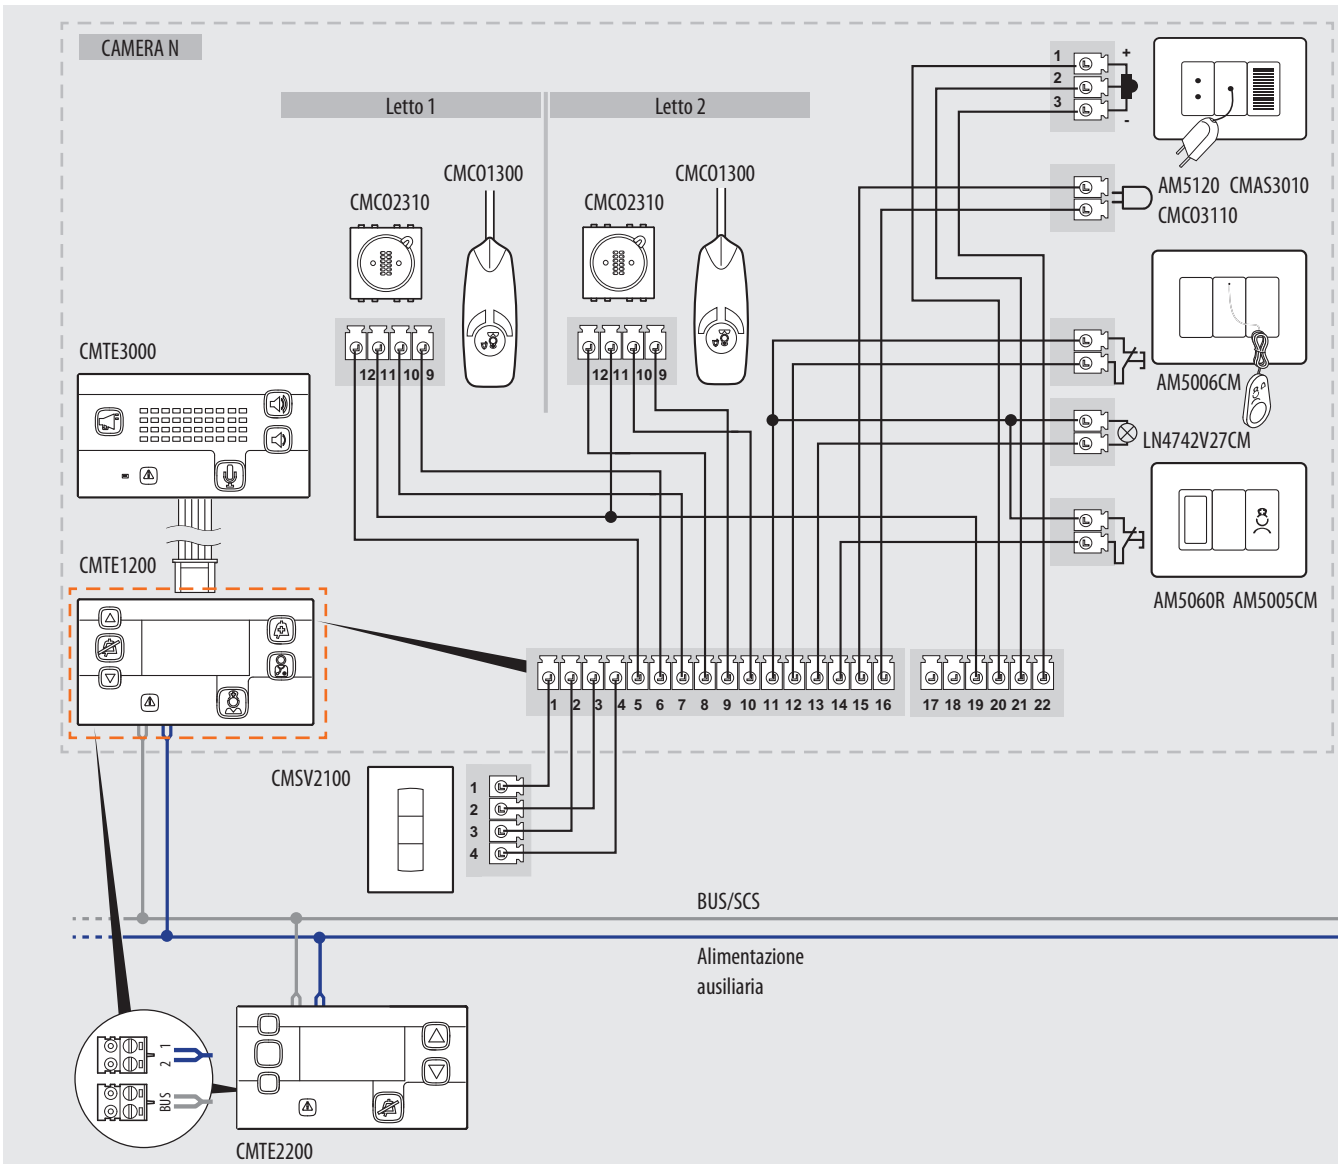 CAMERA N
Letto 1
Letto 2
CMCO2310
CMCO1300
CMCO2310
CMCO1300
12 11 10 9
12 11 10 9
1
2
3
+
-
AM5120 CMAS3010
CMCO3110
AM5006CM
LN4742V27CM
AM5060R AM5005CM
CMTE3000
CMTE1200
1 2 3 4 5 6 7 8 9 10 11 12 13 14 15 16
17 18 19 20 21 22
CMSV2100
1
2
3
4
BUS/SCS
Alimentazione
ausiliaria
2 1
BUS
CMTE2200